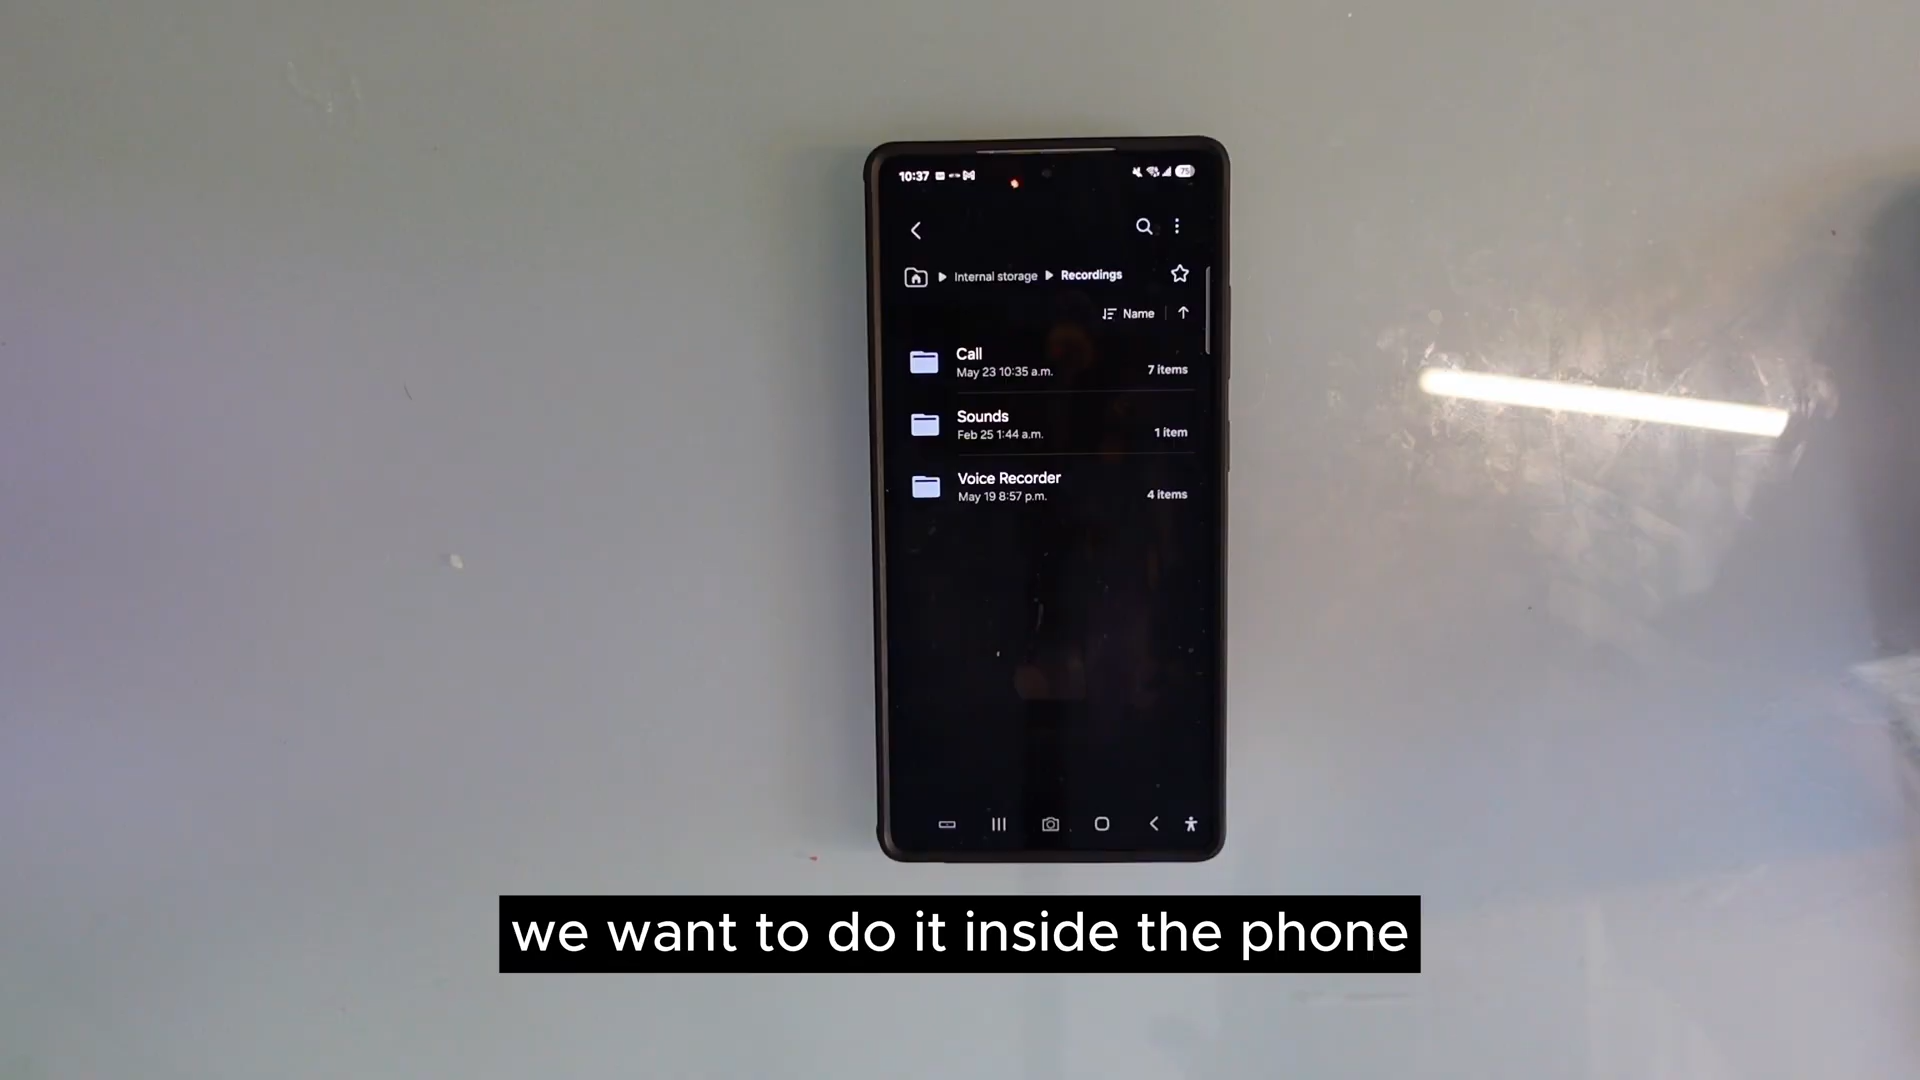 10:37
75
Internal storage Recordings
Name
Call
May 23 10:35 a.m.
7 items
Sounds
Feb 25 1:44 a.m.
1 item
Voice Recorder
May 19 8:57 p.m.
4 items
we want to do it inside the phone